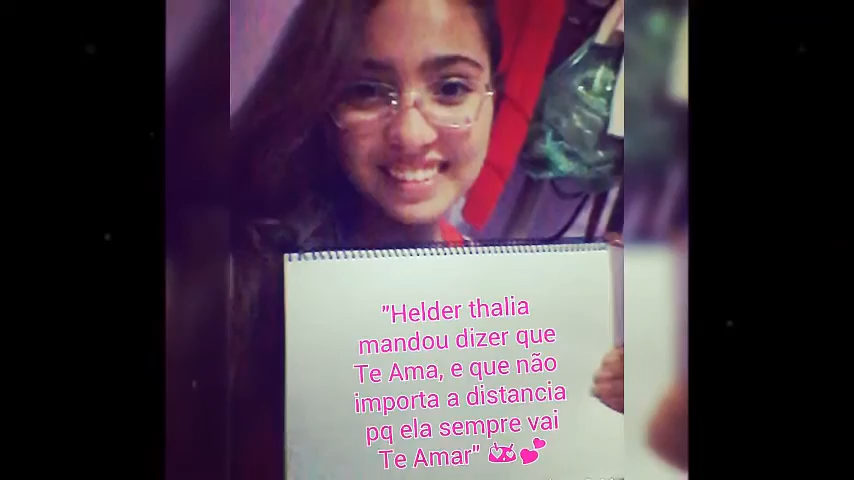 "Helder thalia
mandou dizer que
Te Ama, e que não
importa a distancia
pq ela sempre vai
Te Amar" 😻💕